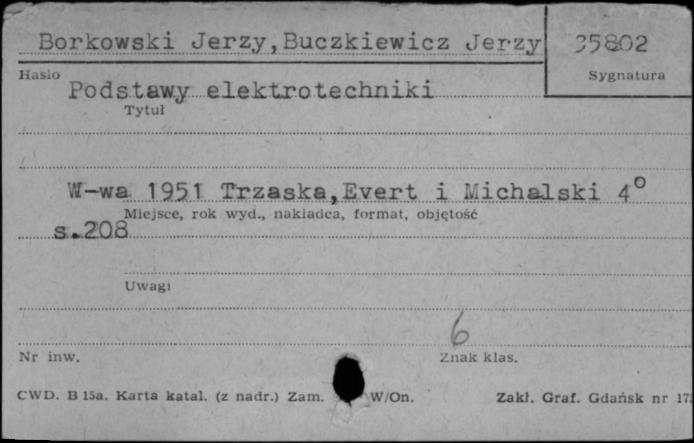 Borkowski Jerzy,Buczkiewicz Jerzy 35802
Hasło Sygnatura
Podstawy elektrotechniki
Tytuł
W-wa 1951 Trzaska,Evert i Michalski 4°
Miejsce, rok wyd., nakładca, format, objętość
s.208
Uwagi
6
Nr inw. Znak klas.
CWD. B 15a. Karta katal. (z nadr.) Zam. W/On. Zakł. Graf. Gdańsk nr